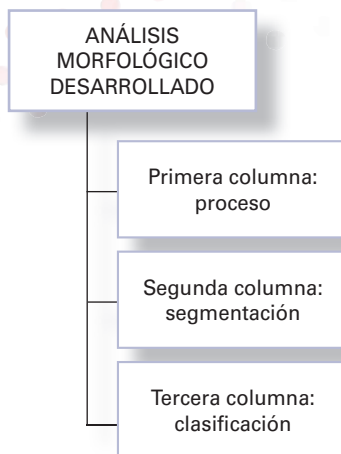 ANÁLISIS
MORFOLÓGICO
DESARROLLADO
Primera columna:
proceso
Segunda columna:
segmentación
Tercera columna:
clasificación